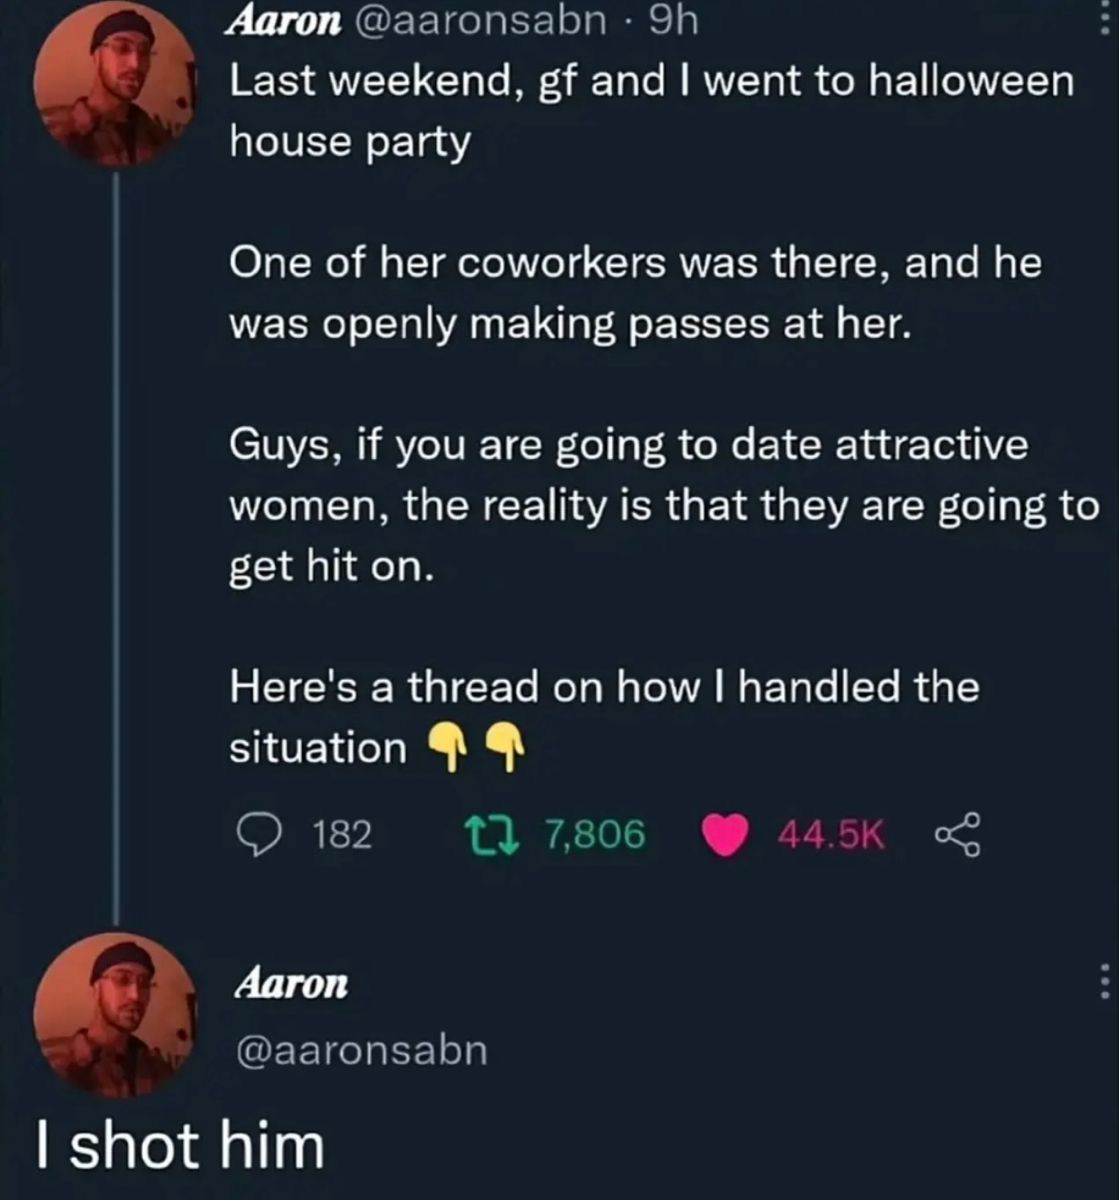 Aaron @aaronsabn · 9h
Last weekend, gf and I went to halloween
house party
One of her coworkers was there, and he
was openly making passes at her.
Guys, if you are going to date attractive
women, the reality is that they are going to
get hit on.
Here's a thread on how I handled the
situation 👇👇
182 7,806 44.5K
Aaron
@aaronsabn
I shot him